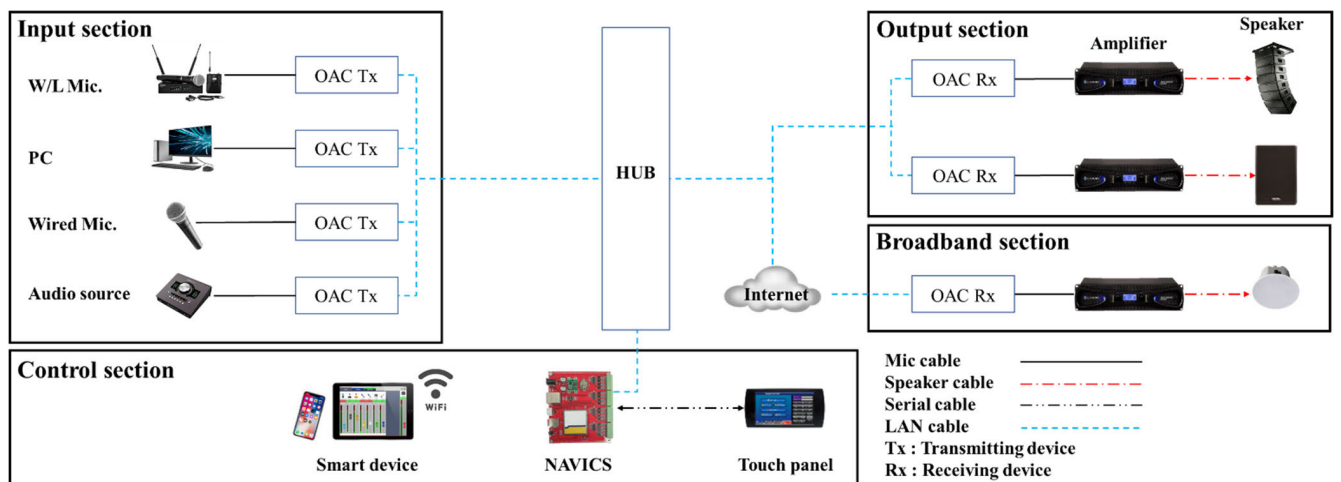 Input section
W/L Mic.
OAC Tx
PC
OAC Tx
Wired Mic.
OAC Tx
Audio source
OAC Tx
HUB
Internet
Output section
Speaker
Amplifier
OAC Rx
OAC Rx
Broadband section
OAC Rx
Control section
WiFi
Smart device
NAVICS
Touch panel
Mic cable
Speaker cable
Serial cable
LAN cable
Tx : Transmitting device
Rx : Receiving device